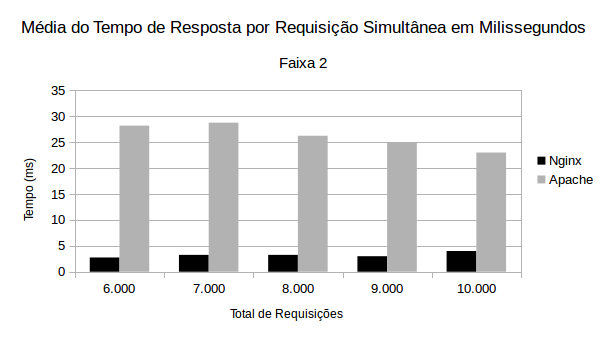 Média do Tempo de Resposta por Requisição Simultânea em Milissegundos
Faixa 2
35
30
25
20
15
10
5
0
Tempo (ms)
6.000
7.000
8.000
9.000
10.000
Total de Requisições
Nginx
Apache